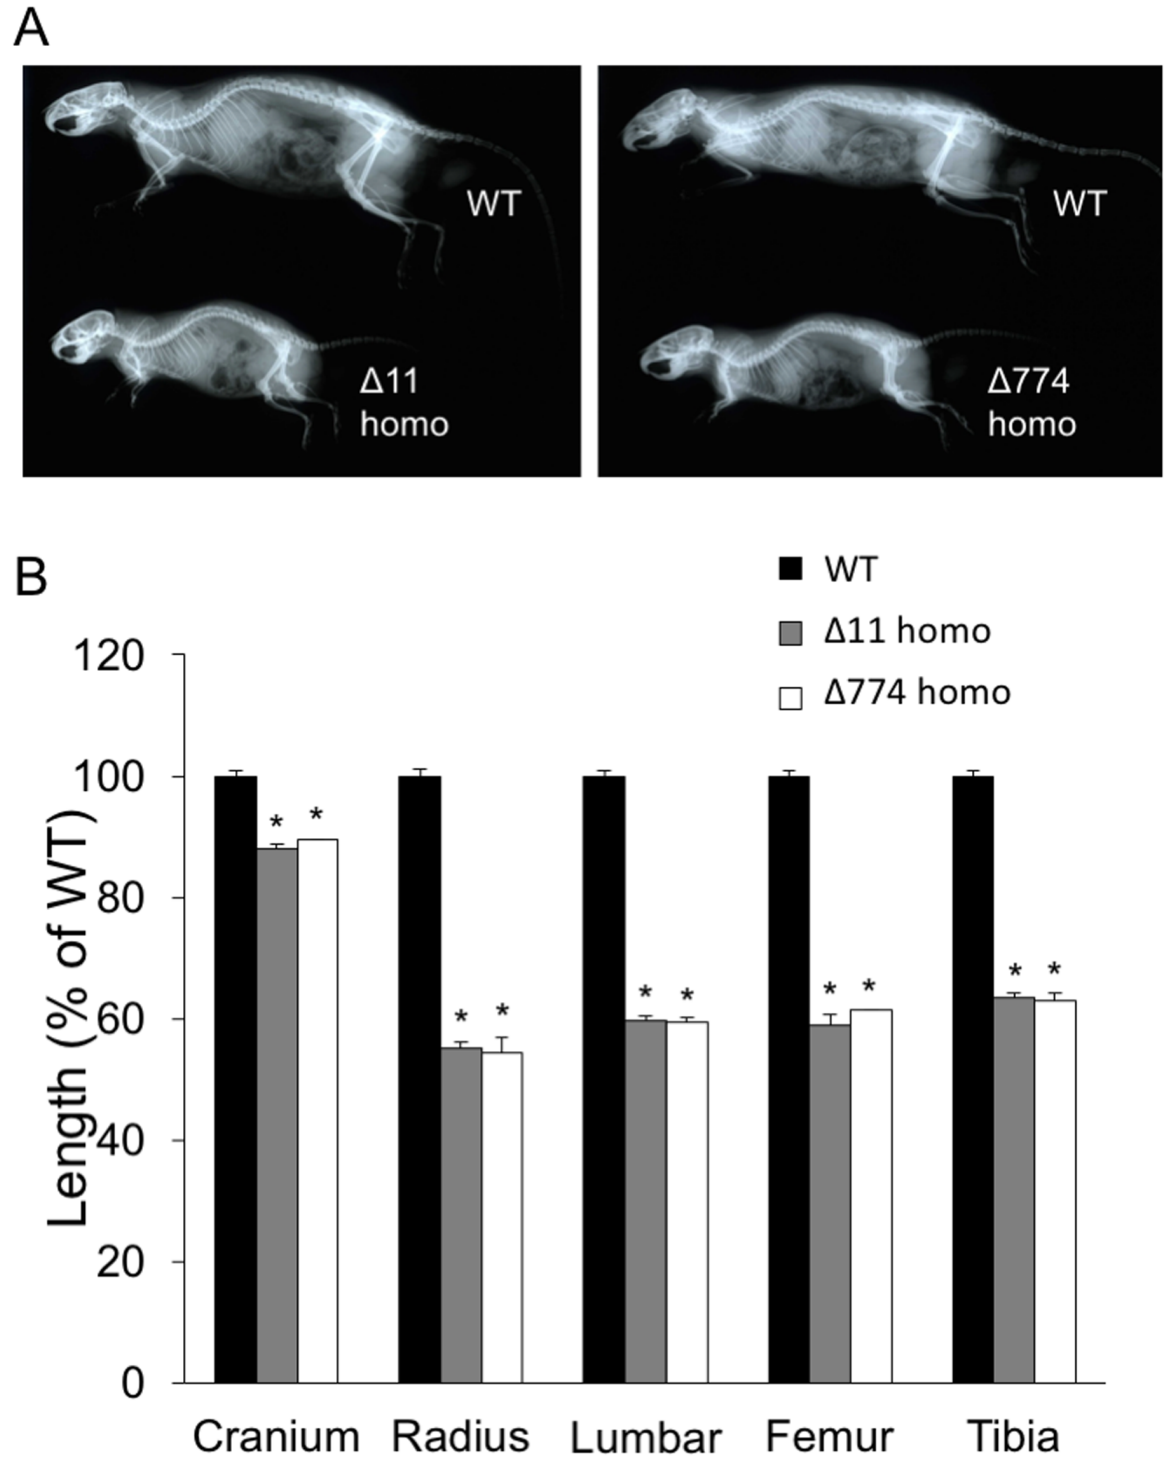 A
WT
WT
Δ11
homo
Δ774
homo
B
WT
Δ11 homo
Δ774 homo
120
100
80
60
40
20
0
Length (% of WT)
* *
* *
* *
* *
* *
Cranium Radius Lumbar Femur Tibia